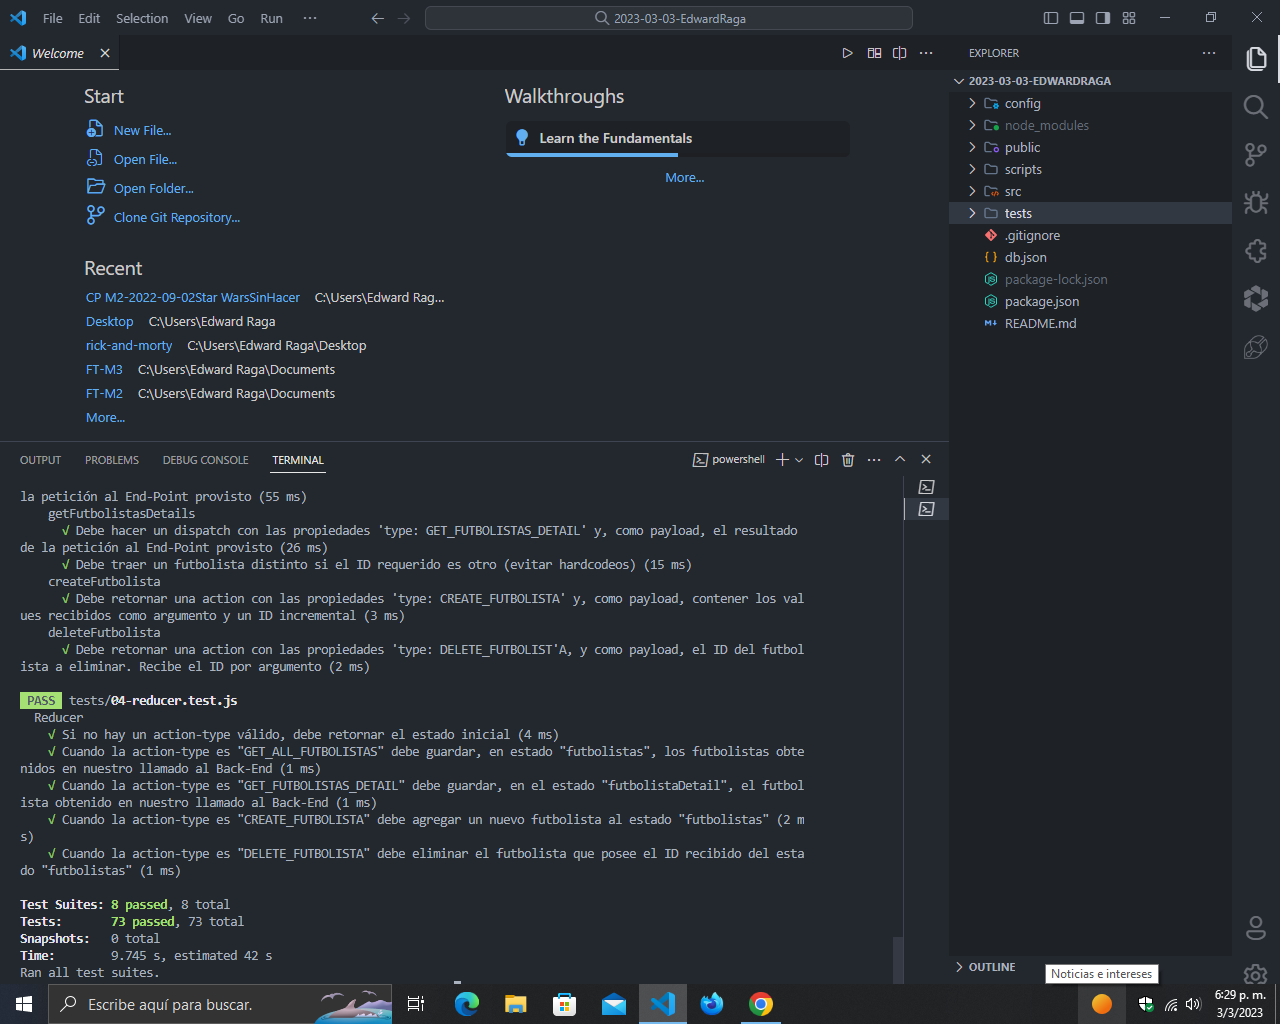 File Edit Selection View Go Run ···
2023-03-03-EdwardRaga
Welcome
Start
New File...
Open File...
Open Folder...
Clone Git Repository...
Recent
CP M2-2022-09-02Star WarsSinHacer C:\Users\Edward Rag...
Desktop C:\Users\Edward Raga
rick-and-morty C:\Users\Edward Raga\Desktop
FT-M3 C:\Users\Edward Raga\Documents
FT-M2 C:\Users\Edward Raga\Documents
More...
Walkthroughs
Learn the Fundamentals
More...
EXPLORER
2023-03-03-EDWARDRAGA
config
node_modules
public
scripts
src
tests
.gitignore
db.json
package-lock.json
package.json
README.md
OUTLINE
OUTPUT PROBLEMS DEBUG CONSOLE TERMINAL
powershell
la petición al End-Point provisto (55 ms)
getFutbolistasDetails
√ Debe hacer un dispatch con las propiedades 'type: GET_FUTBOLISTAS_DETAIL' y, como payload, el resultado
de la petición al End-Point provisto (26 ms)
√ Debe traer un futbolista distinto si el ID requerido es otro (evitar hardcodeos) (15 ms)
createFutbolista
√ Debe retornar una action con las propiedades 'type: CREATE_FUTBOLISTA' y, como payload, contener los val
ues recibidos como argumento y un ID incremental (3 ms)
deleteFutbolista
√ Debe retornar una action con las propiedades 'type: DELETE_FUTBOLIST'A, y como payload, el ID del futbol
ista a eliminar. Recibe el ID por argumento (2 ms)
PASS tests/04-reducer.test.js
Reducer
√ Si no hay un action-type válido, debe retornar el estado inicial (4 ms)
√ Cuando la action-type es "GET_ALL_FUTBOLISTAS" debe guardar, en estado "futbolistas", los futbolistas obte
nidos en nuestro llamado al Back-End (1 ms)
√ Cuando la action-type es "GET_FUTBOLISTAS_DETAIL" debe guardar, en el estado "futbolistaDetail", el futbol
ista obtenido en nuestro llamado al Back-End (1 ms)
√ Cuando la action-type es "CREATE_FUTBOLISTA" debe agregar un nuevo futbolista al estado "futbolistas" (2 m
s)
√ Cuando la action-type es "DELETE_FUTBOLISTA" debe eliminar el futbolista que posee el ID recibido del esta
do "futbolistas" (1 ms)
Test Suites: 8 passed, 8 total
Tests: 73 passed, 73 total
Snapshots: 0 total
Time: 9.745 s, estimated 42 s
Ran all test suites.
Noticias e intereses
Escribe aquí para buscar.
6:29 p. m.
3/3/2023